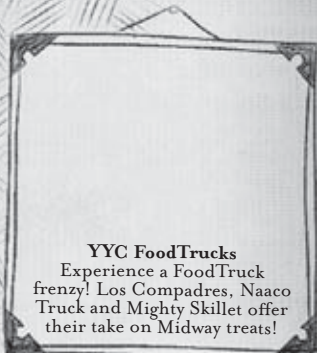 YYC FoodTrucks
Experience a FoodTruck
frenzy! Los Compadres, Naaco
Truck and Mighty Skillet offer
their take on Midway treats!